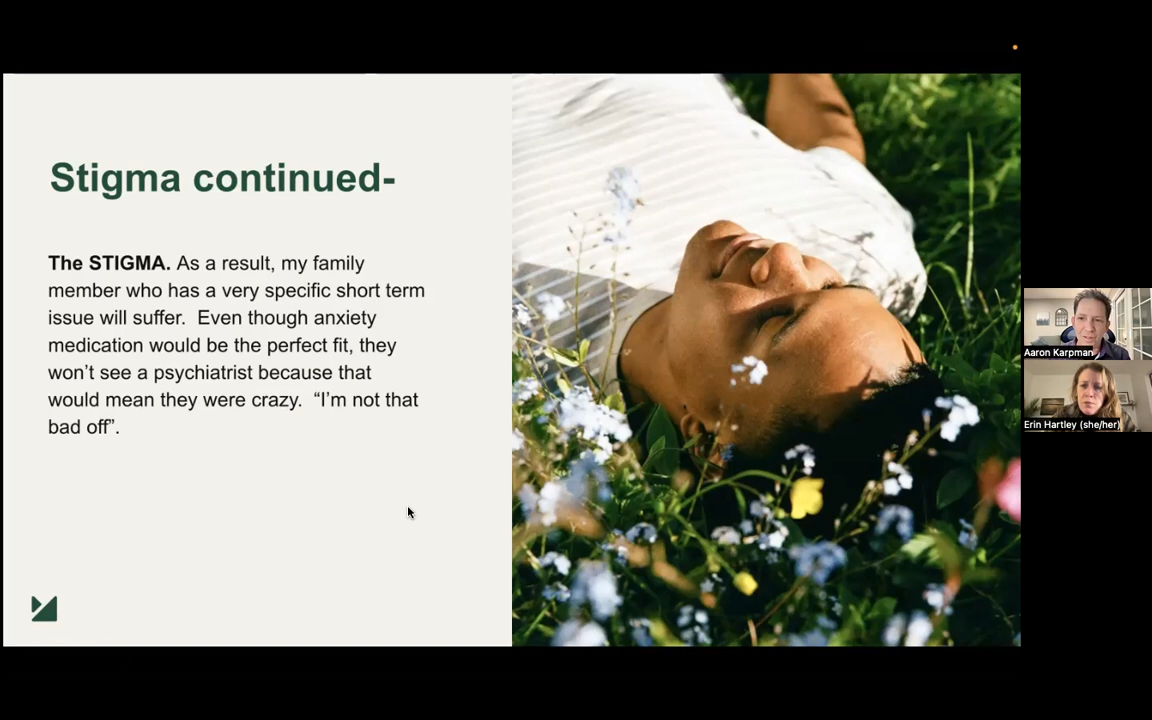 Stigma continued-
The STIGMA. As a result, my family
member who has a very specific short term
issue will suffer.  Even though anxiety
medication would be the perfect fit, they
won’t see a psychiatrist because that
would mean they were crazy.  “I’m not that
bad off”.
Aaron Karpman
Erin Hartley (she/her)